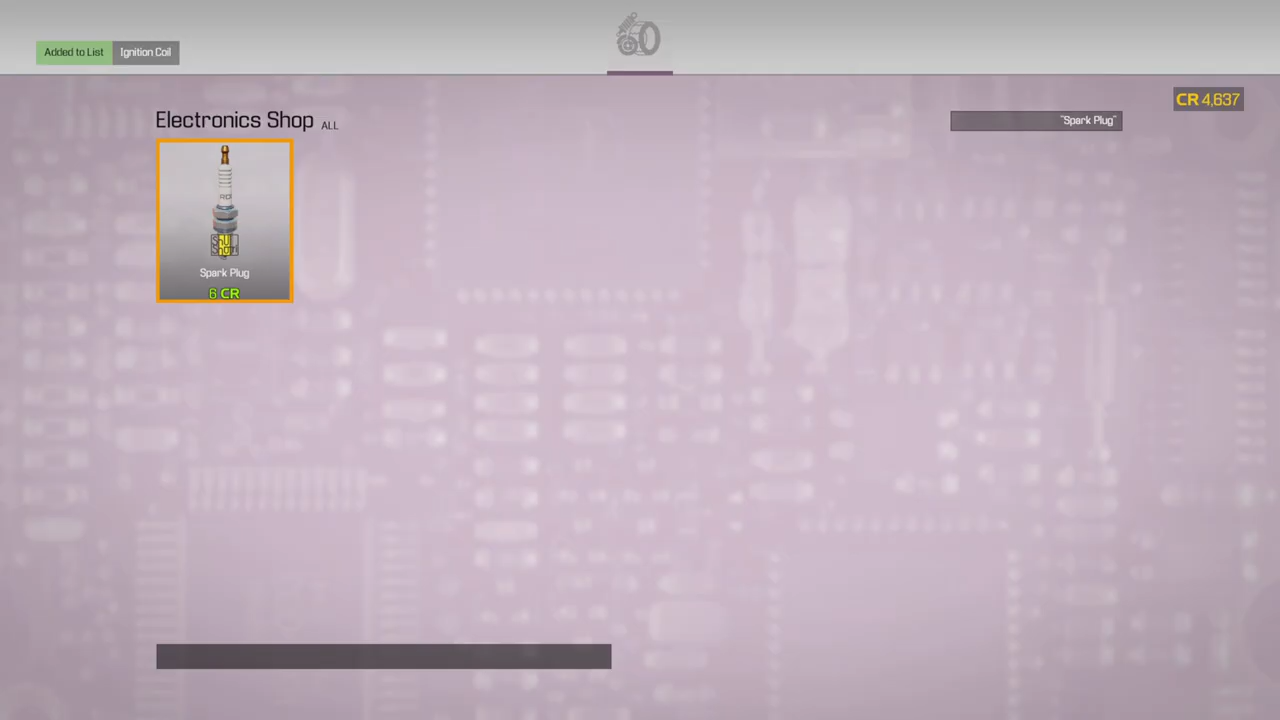 Added to List Ignition Coil
CR 4,637
Electronics Shop ALL
"Spark Plug"
Spark Plug
6 CR